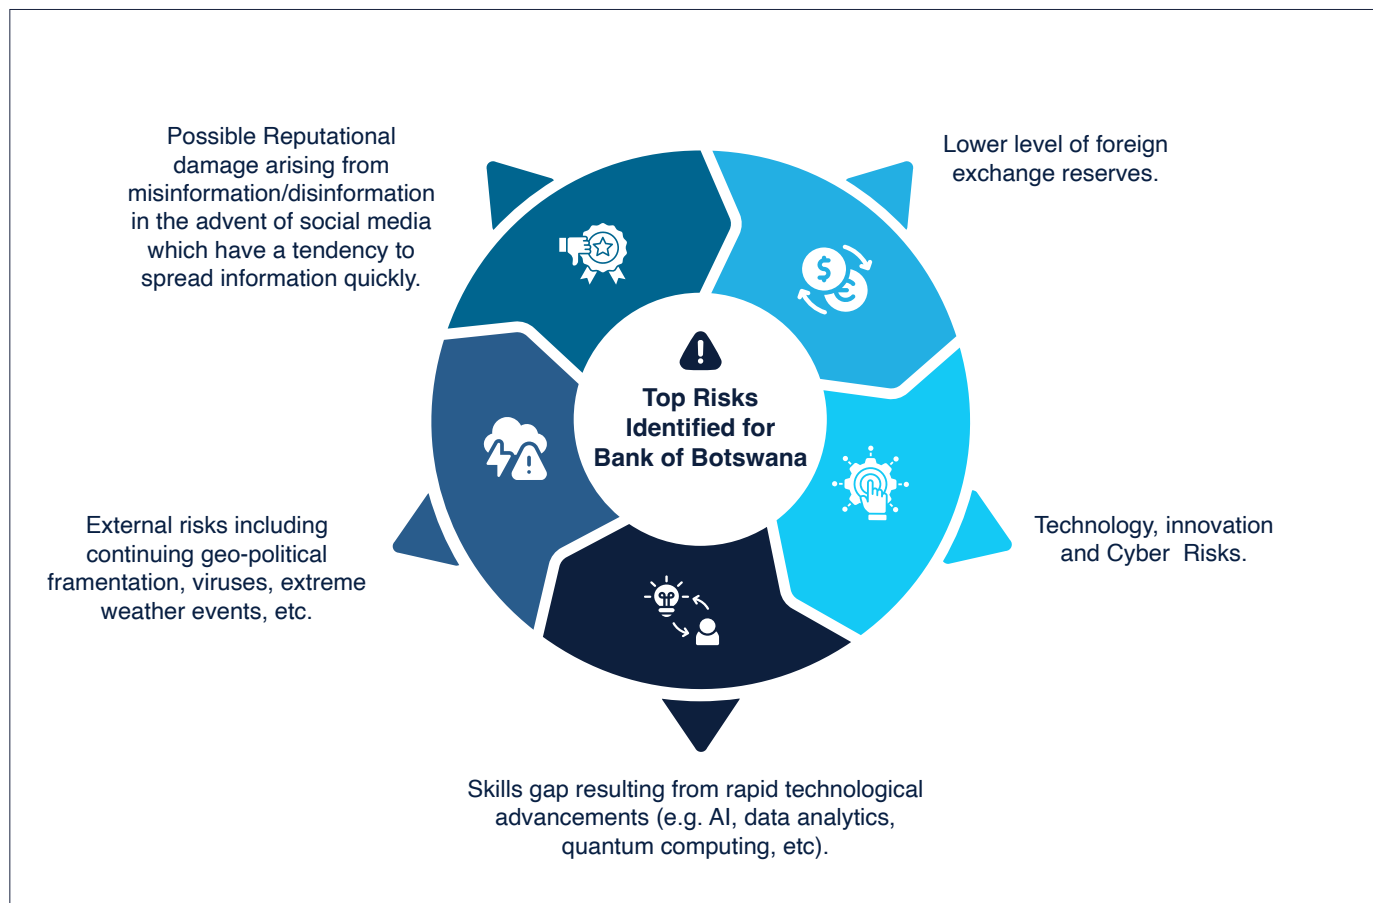 Possible Reputational
damage arising from
misinformation/disinformation
in the advent of social media
which have a tendency to
spread information quickly.
Lower level of foreign
exchange reserves.
Top Risks
Identified for
Bank of Botswana
External risks including
continuing geo-political
framentation, viruses, extreme
weather events, etc.
Technology, innovation
and Cyber  Risks.
Skills gap resulting from rapid technological
advancements (e.g. AI, data analytics,
quantum computing, etc).